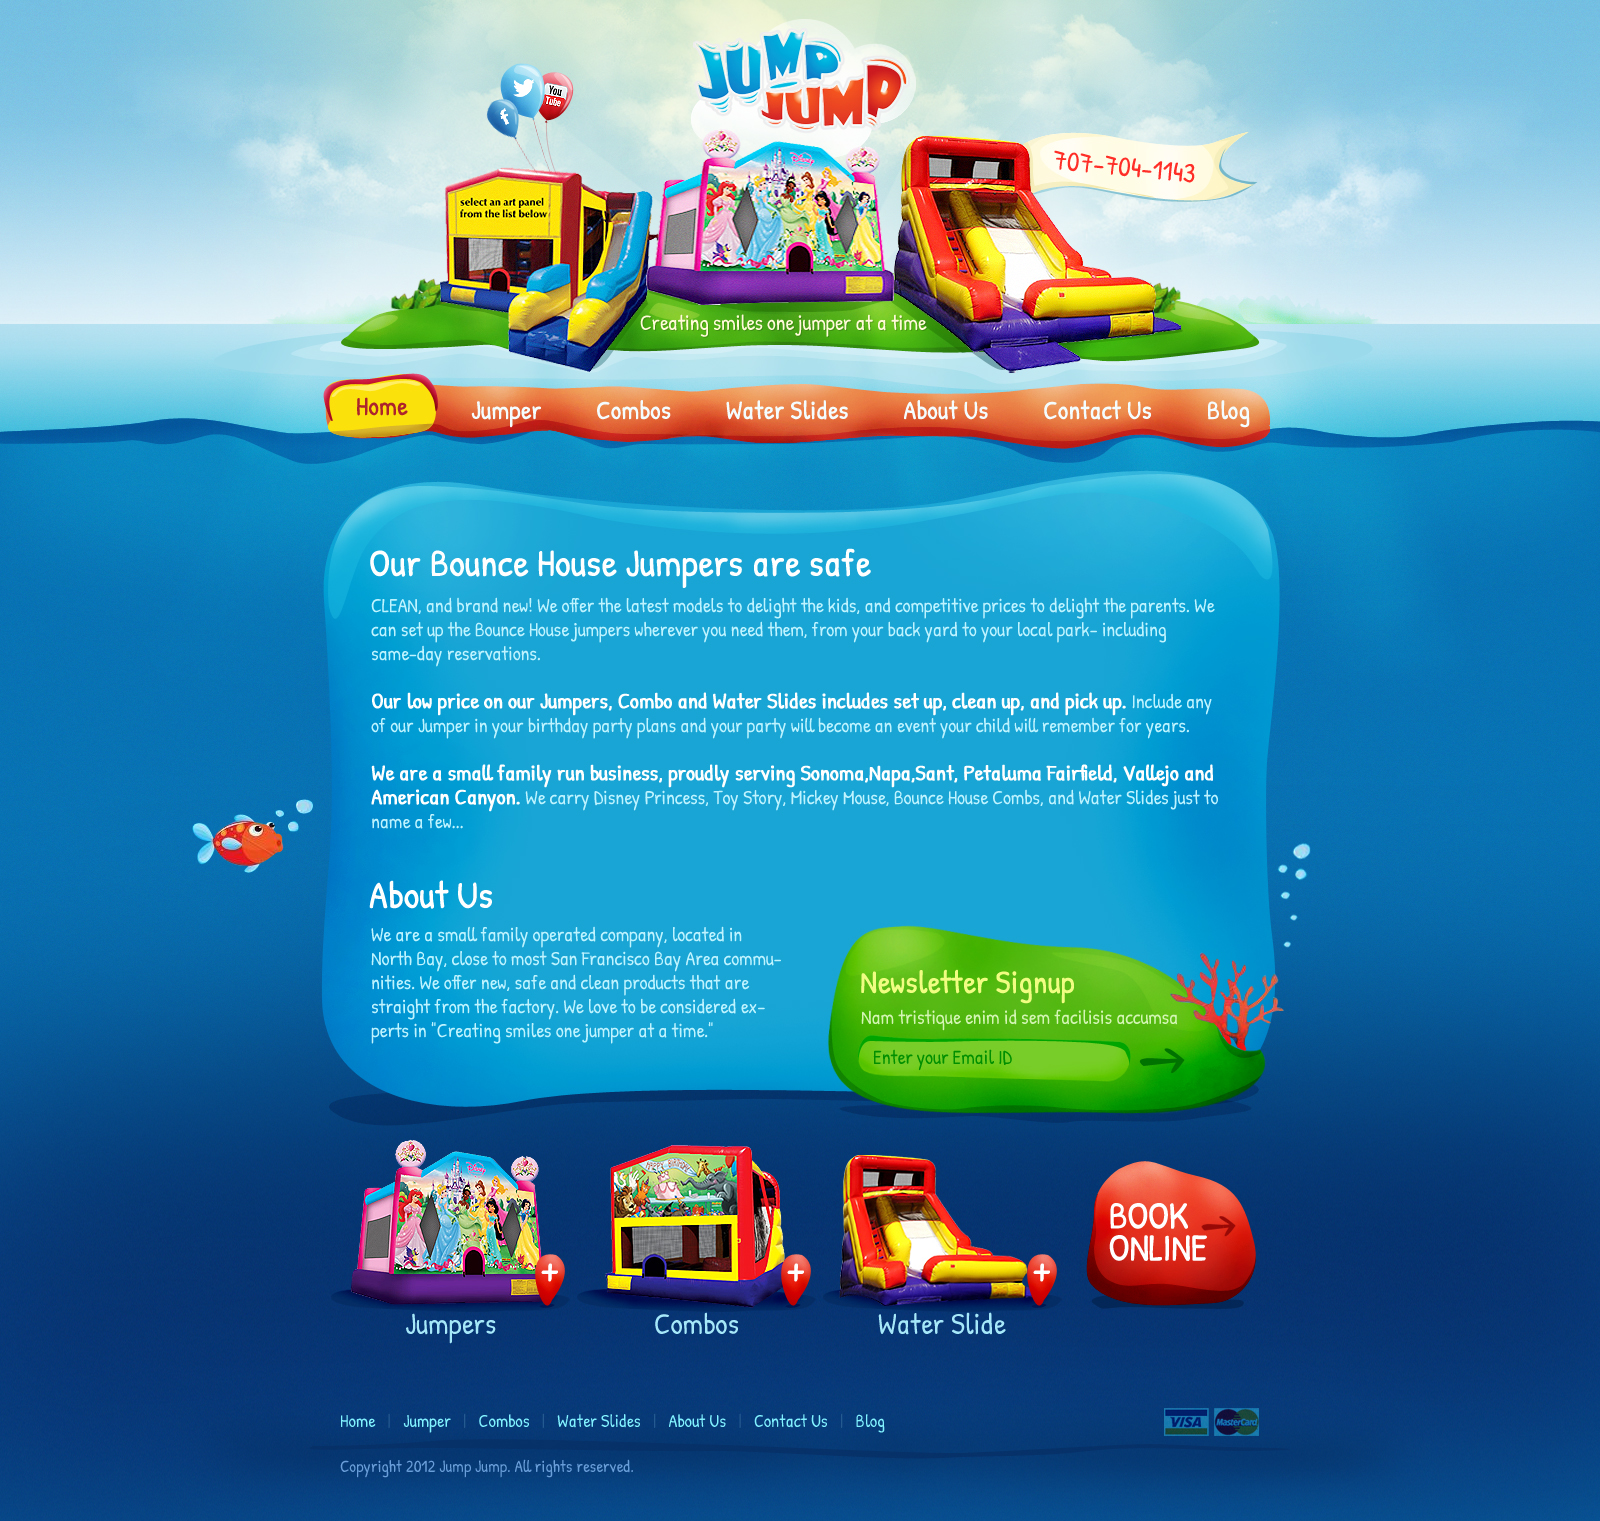 JUMP
JUMP
You
Tube
707-704-1143
select an art panel
from the list below
Disney
Creating smiles one jumper at a time
Home Jumper Combos Water Slides About Us Contact Us Blog
Our Bounce House Jumpers are safe
CLEAN, and brand new! We offer the latest models to delight the kids, and competitive prices to delight the parents. We
can set up the Bounce House jumpers wherever you need them, from your back yard to your local park- including
same-day reservations.
Our low price on our Jumpers, Combo and Water Slides includes set up, clean up, and pick up. Include any
of our Jumper in your birthday party plans and your party will become an event your child will remember for years.
We are a small family run business, proudly serving Sonoma,Napa,Sant, Petaluma Fairfield, Vallejo and
American Canyon. We carry Disney Princess, Toy Story, Mickey Mouse, Bounce House Combs, and Water Slides just to
name a few...
About Us
We are a small family operated company, located in
North Bay, close to most San Francisco Bay Area commu-
nities. We offer new, safe and clean products that are
straight from the factory. We love to be considered ex-
perts in "Creating smiles one jumper at a time."
Newsletter Signup
Nam tristique enim id sem facilisis accumsa
Enter your Email ID
BOOK
ONLINE
Jumpers Combos Water Slide
Home | Jumper | Combos | Water Slides | About Us | Contact Us | Blog
VISA MasterCard
Copyright 2012 Jump Jump. All rights reserved.